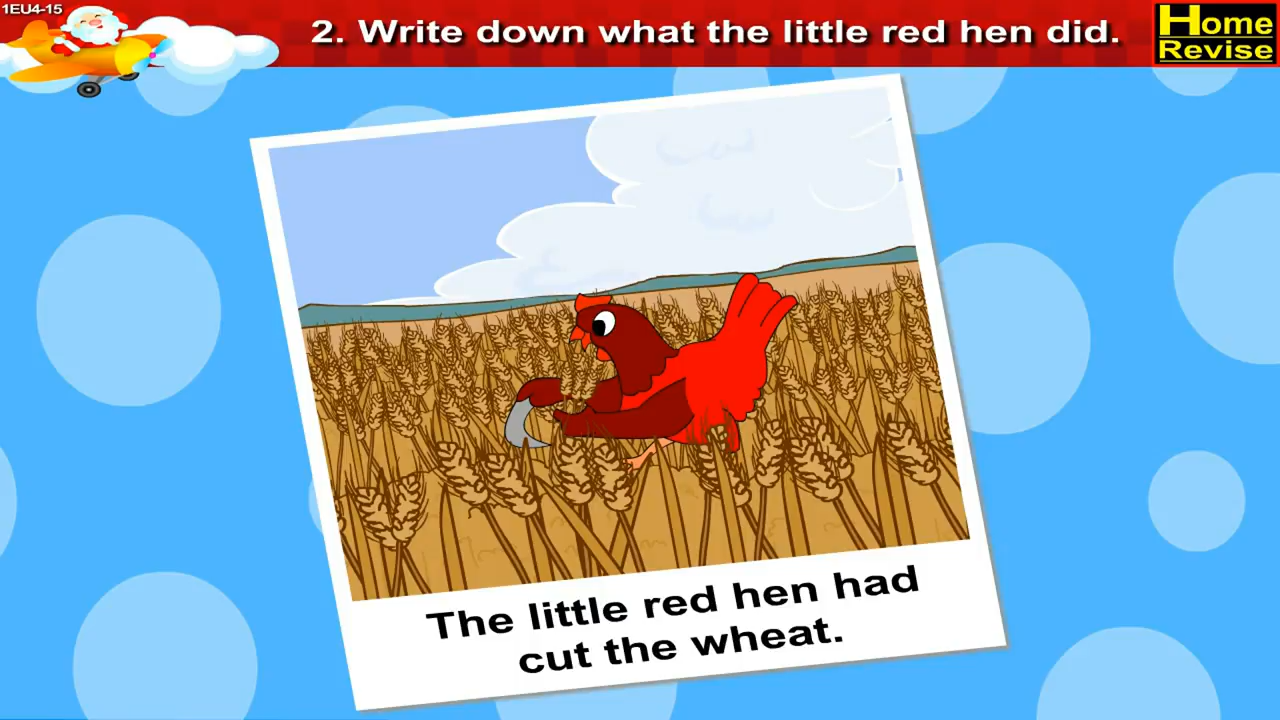 1EU4-15
2. Write down what the little red hen did.
Home
Revise
The little red hen had
cut the wheat.